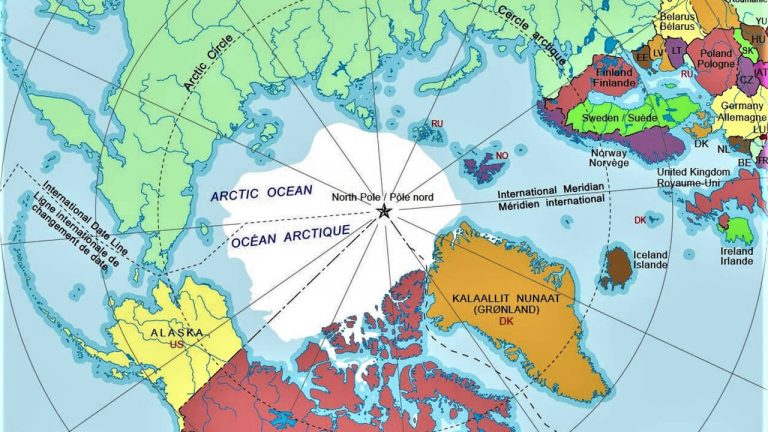 Arctic Circle
Cercle arctique
Belarus
Bélarus
YU
HU
EE
LV
LT
Poland
Pologne
SK
Finland
Finlande
RU
CZ
AT
Sweden / Suède
Germany
Allemagne
LU
RU
Norway
Norvège
DK
NL
BE
FR
NO
ARCTIC OCEAN
North Pole / Pôle nord
International Meridian
Méridien international
United Kingdom
Royaume-Uni
International Date Line
Ligne internationale de
changement de date
OCÉAN ARCTIQUE
DK
Ireland
Irlande
Iceland
Islande
KALAALLIT NUNAAT
(GRØNLAND)
DK
ALASKA
US